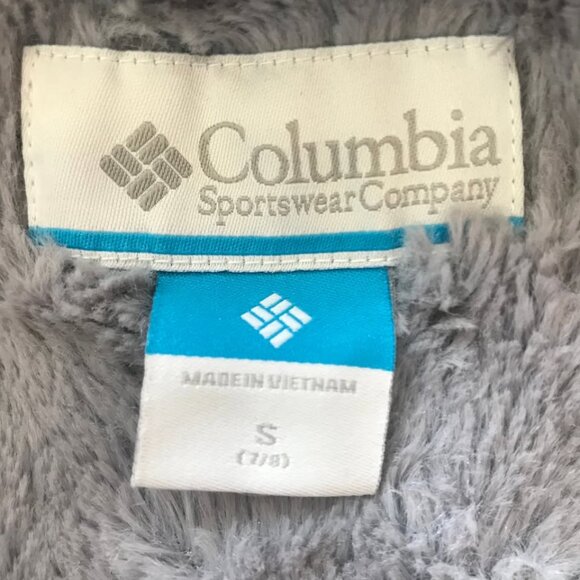 Columbia
Sportswear Company
MADE IN VIETNAM
S
(7/8)